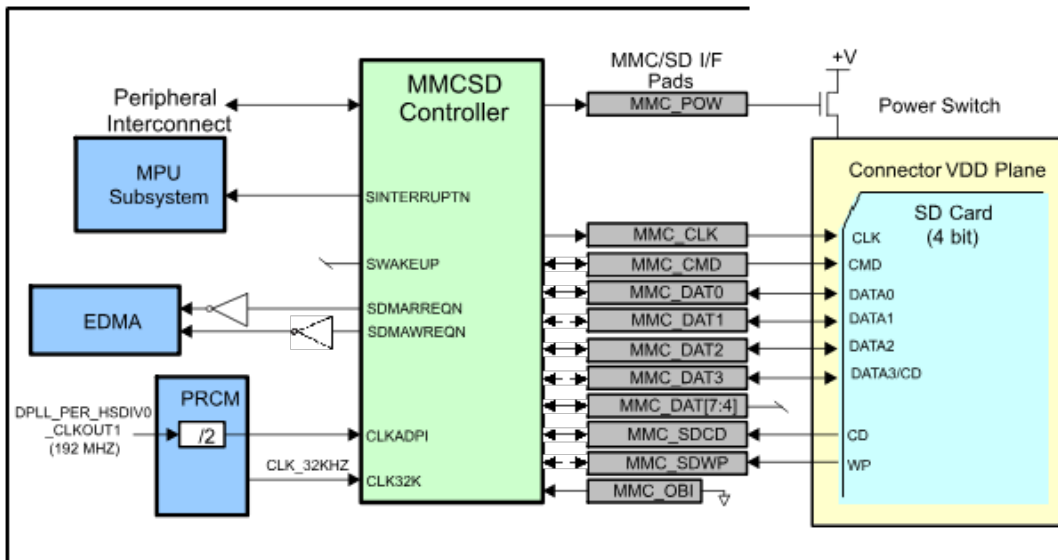 Peripheral
Interconnect
MPU
Subsystem
EDMA
PRCM
DPLL_PER_HSDIV0
_CLKOUT1
(192 MHZ)
/2
CLK_32KHZ
MMCSD
Controller
SINTERRUPTN
SWAKEUP
SDMARREQN
SDMAWREQN
CLKADPI
CLK32K
MMC/SD I/F
Pads
MMC_POW
MMC_CLK
MMC_CMD
MMC_DAT0
MMC_DAT1
MMC_DAT2
MMC_DAT3
MMC_DAT[7:4]
MMC_SDCD
MMC_SDWP
MMC_OBI
+V
Power Switch
Connector VDD Plane
SD Card
(4 bit)
CLK
CMD
DATA0
DATA1
DATA2
DATA3/CD
CD
WP